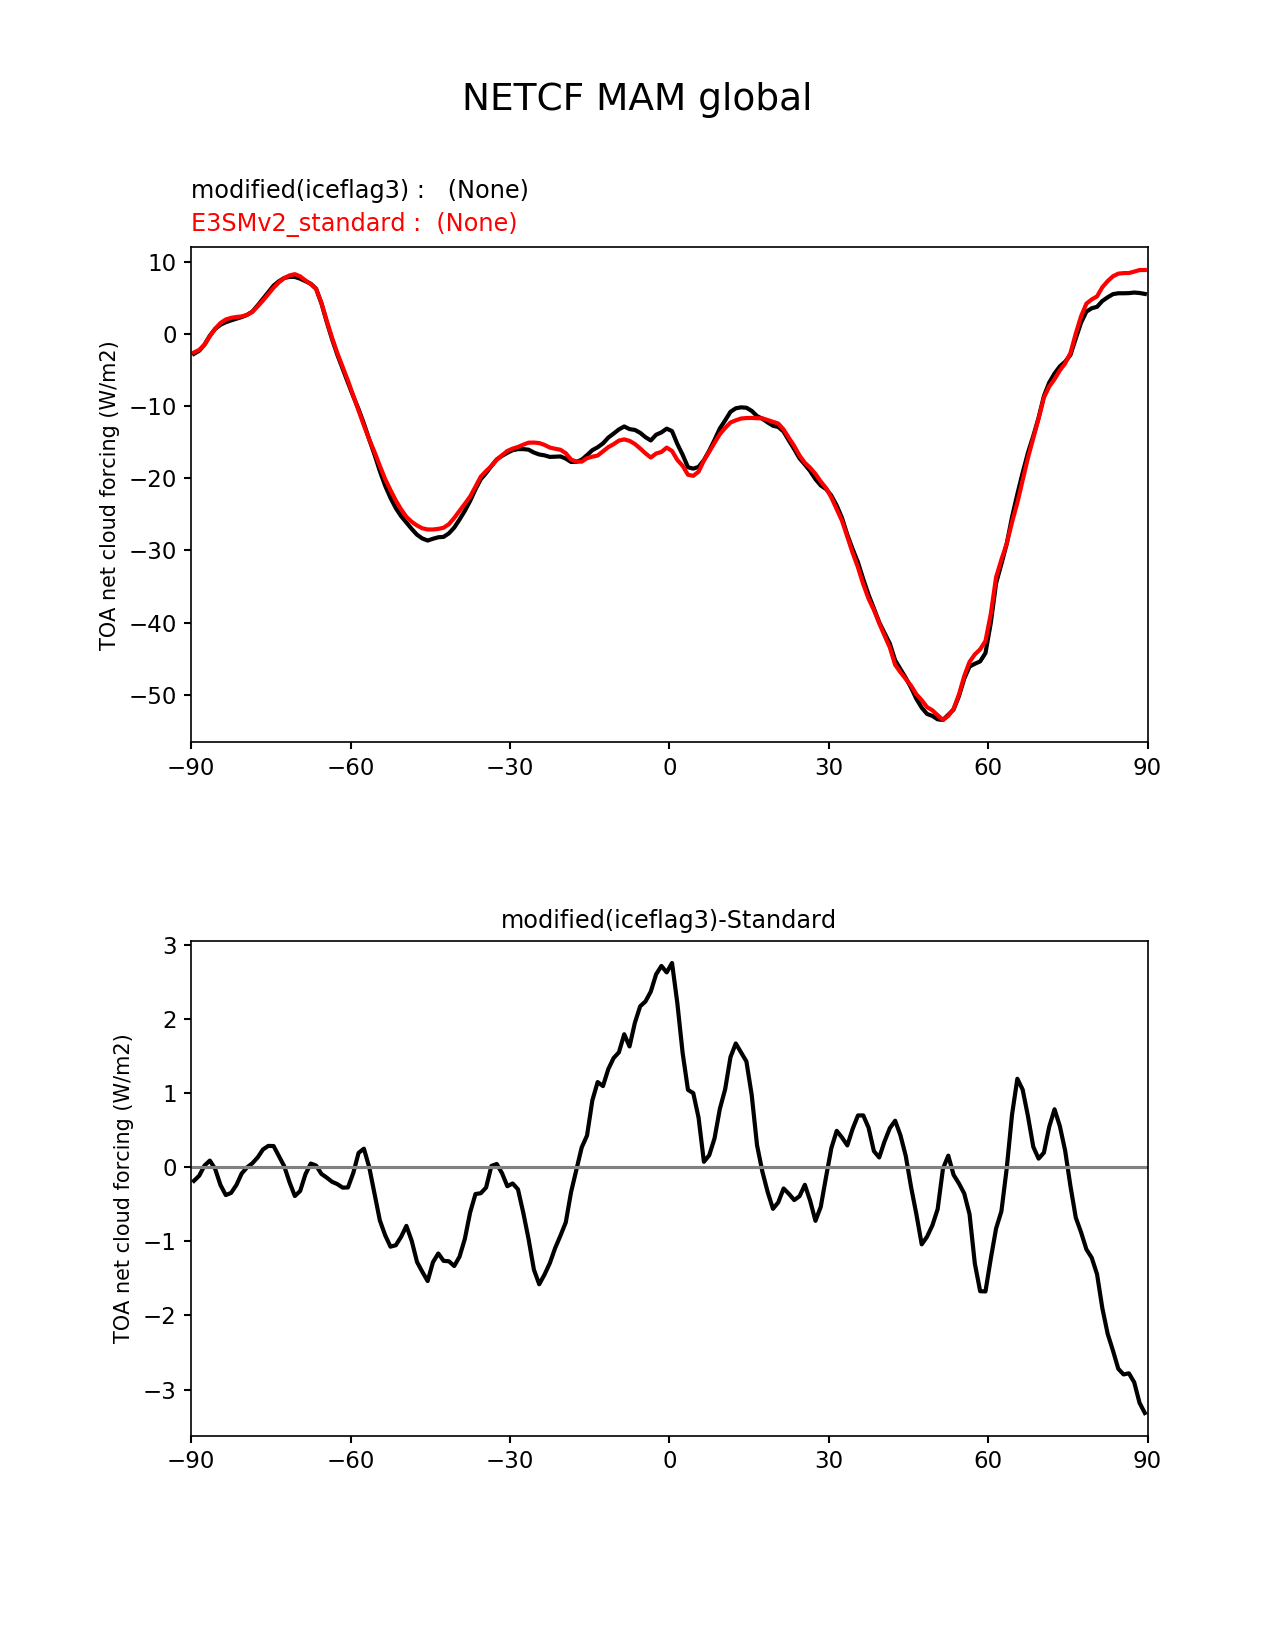 NETCF MAM global
modified(iceflag3) :   (None)
E3SMv2_standard :  (None)
10
0
−10
−20
−30
−40
−50
TOA net cloud forcing (W/m2)
−90 −60 −30 0 30 60 90
modified(iceflag3)-Standard
3
2
1
0
−1
−2
−3
TOA net cloud forcing (W/m2)
−90 −60 −30 0 30 60 90